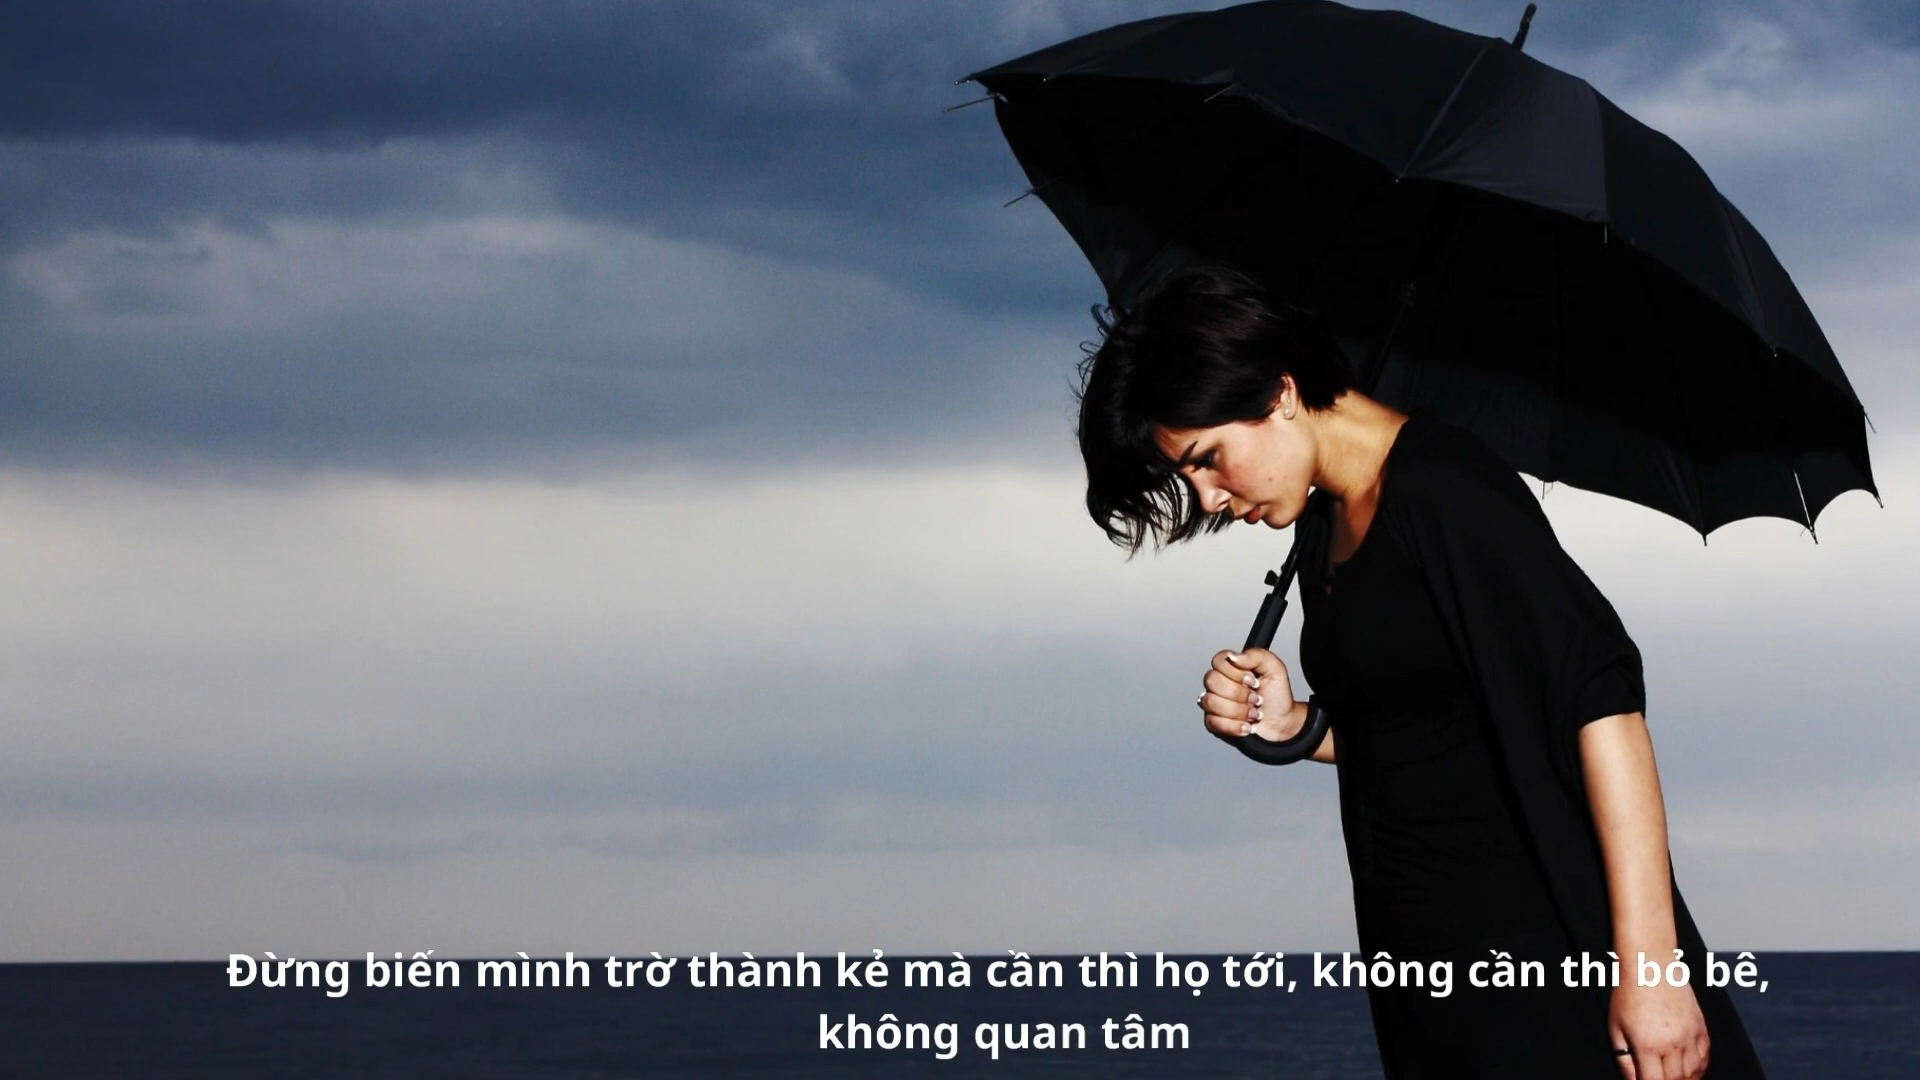 Đừng biến mình trờ thành kẻ mà cần thì họ tới, không cần thì bỏ bê,
không quan tâm